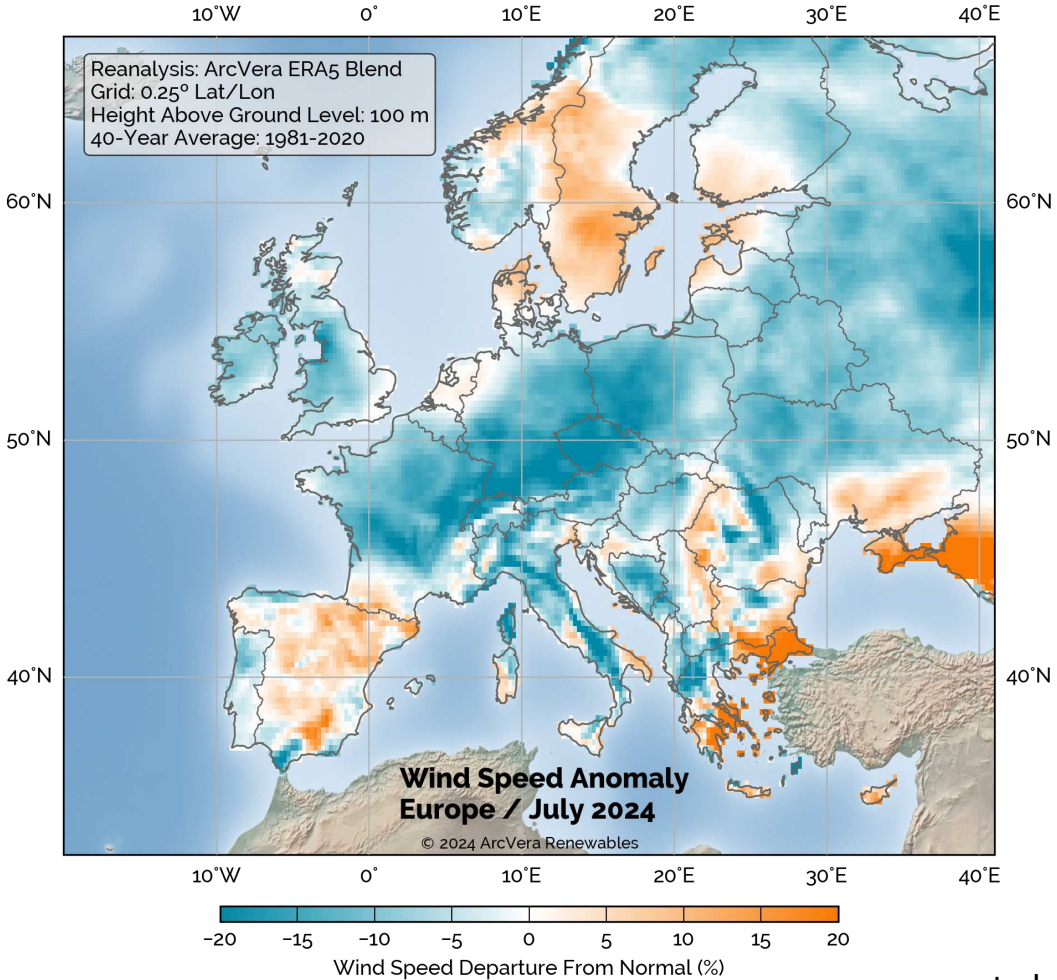 10°W 0° 10°E 20°E 30°E 40°E
Reanalysis: ArcVera ERA5 Blend
Grid: 0.25º Lat/Lon
Height Above Ground Level: 100 m
40-Year Average: 1981-2020
60°N 60°N
50°N 50°N
40°N 40°N
Wind Speed Anomaly
Europe / July 2024
© 2024 ArcVera Renewables
10°W 0° 10°E 20°E 30°E 40°E
−20 −15 −10 −5 0 5 10 15 20
Wind Speed Departure From Normal (%)